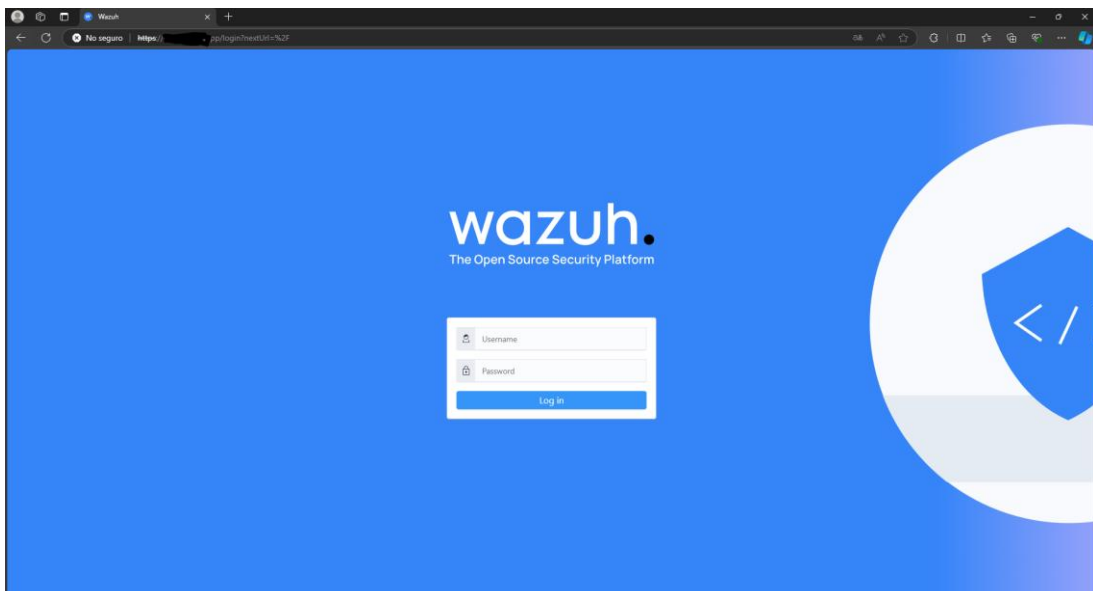 Wazuh
No seguro https:// pp/login?nextUrl=%2F
wazuh.
The Open Source Security Platform
Username
Password
Log in
</ />